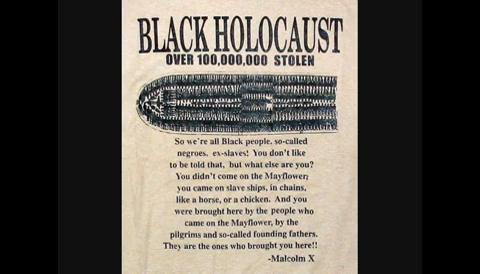 BLACK HOLOCAUST
OVER 100,000,000 STOLEN
So we're all Black people, so-called
negroes, ex-slaves! You don't like
to be told that, but what else are you?
You didn't come on the Mayflower;
you came on slave ships, in chains,
like a horse, or a chicken. And you
were brought here by the people who
came on the Mayflower, by the
pilgrims and so-called founding fathers.
They are the ones who brought you here!!
-Malcolm X